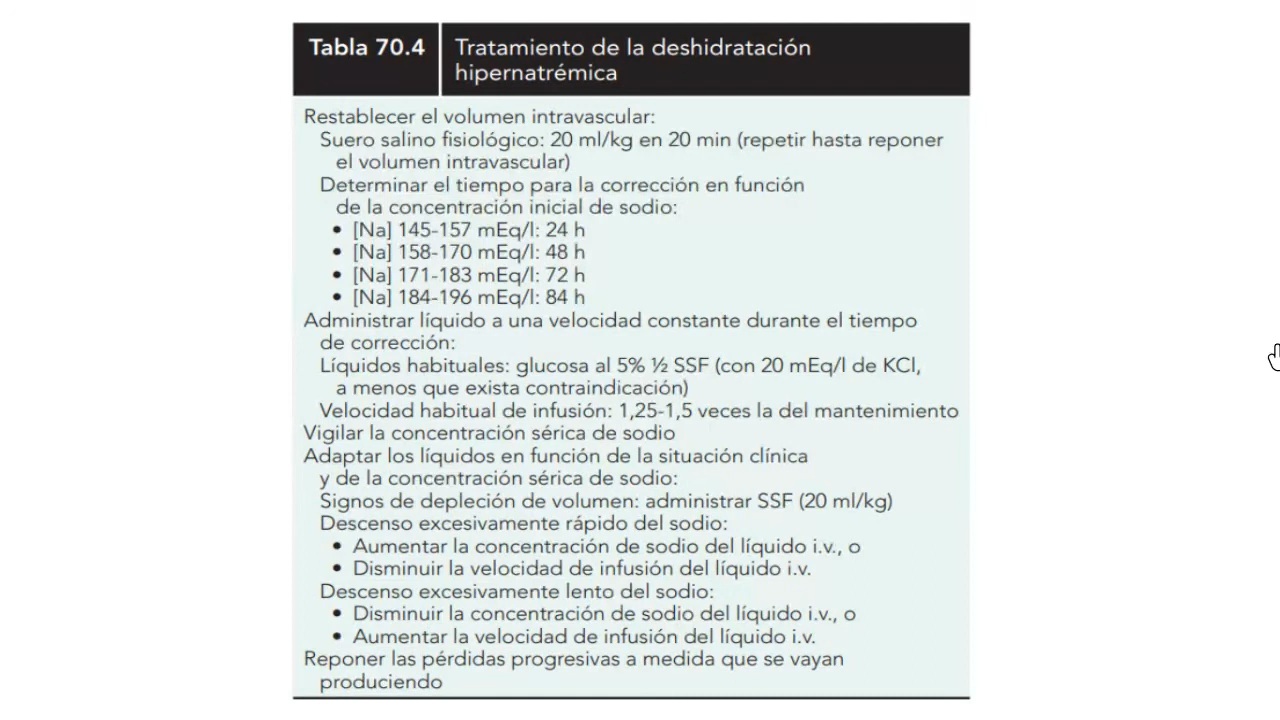 Tabla 70.4
Tratamiento de la deshidratación
hipernatrémica
Restablecer el volumen intravascular:
Suero salino fisiológico: 20 ml/kg en 20 min (repetir hasta reponer
el volumen intravascular)
Determinar el tiempo para la corrección en función
de la concentración inicial de sodio:
• [Na] 145-157 mEq/l: 24 h
• [Na] 158-170 mEq/l: 48 h
• [Na] 171-183 mEq/l: 72 h
• [Na] 184-196 mEq/l: 84 h
Administrar líquido a una velocidad constante durante el tiempo
de corrección:
Líquidos habituales: glucosa al 5% ½ SSF (con 20 mEq/l de KCl,
a menos que exista contraindicación)
Velocidad habitual de infusión: 1,25-1,5 veces la del mantenimiento
Vigilar la concentración sérica de sodio
Adaptar los líquidos en función de la situación clínica
y de la concentración sérica de sodio:
Signos de depleción de volumen: administrar SSF (20 ml/kg)
Descenso excesivamente rápido del sodio:
• Aumentar la concentración de sodio del líquido i.v., o
• Disminuir la velocidad de infusión del líquido i.v.
Descenso excesivamente lento del sodio:
• Disminuir la concentración de sodio del líquido i.v., o
• Aumentar la velocidad de infusión del líquido i.v.
Reponer las pérdidas progresivas a medida que se vayan
produciendo